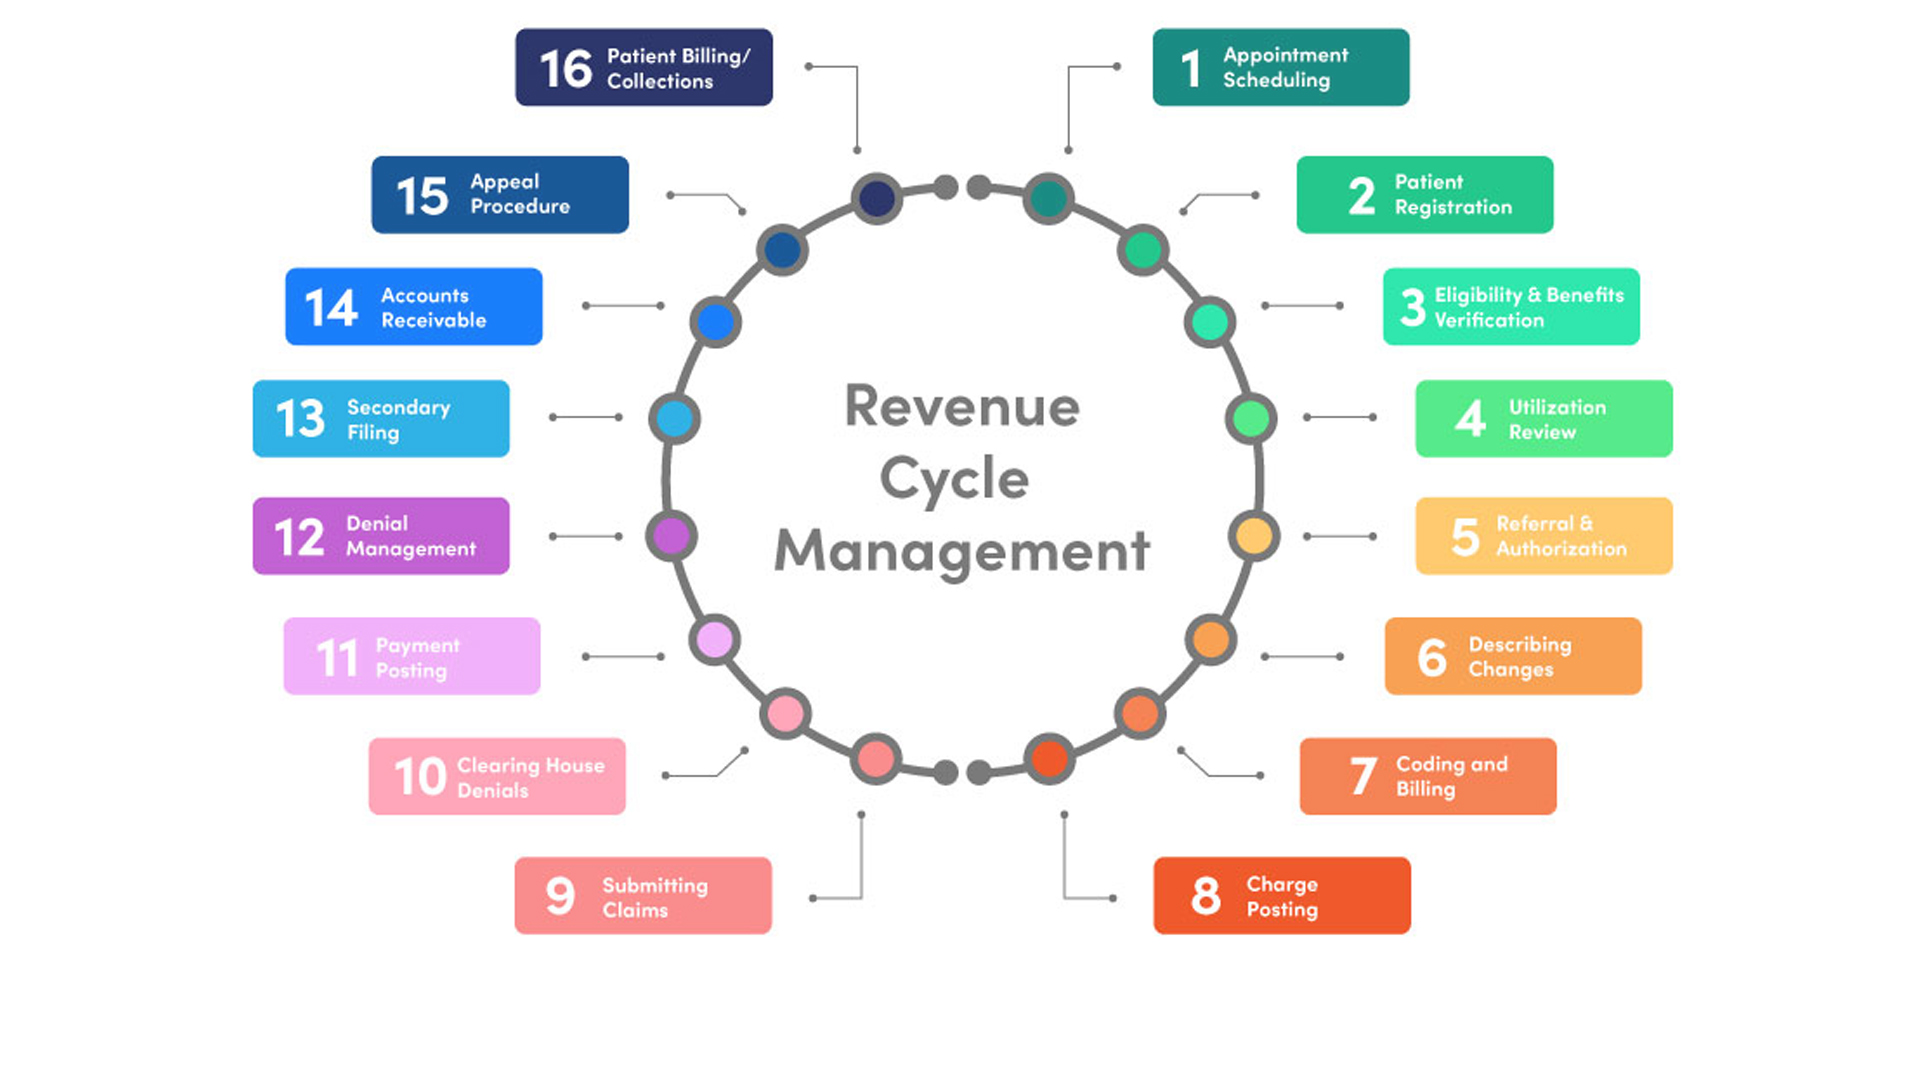 Revenue
Cycle
Management
1 Appointment
Scheduling
2 Patient
Registration
3 Eligibility & Benefits
Verification
4 Utilization
Review
5 Referral &
Authorization
6 Describing
Changes
7 Coding and
Billing
8 Charge
Posting
9 Submitting
Claims
10 Clearing House
Denials
11 Payment
Posting
12 Denial
Management
13 Secondary
Filing
14 Accounts
Receivable
15 Appeal
Procedure
16 Patient Billing/
Collections